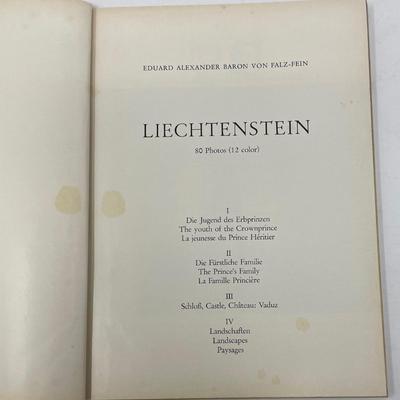 EDUARD ALEXANDER BARON VON FALZ-FEIN
LIECHTENSTEIN
80 Photos (12 color)
I
Die Jugend des Erbprinzen
The youth of the Crownprince
La jeunesse du Prince Héritier
II
Die Fürstliche Familie
The Prince's Family
La Famille Princière
III
Schloß, Castle, Château: Vaduz
IV
Landschaften
Landscapes
Paysages